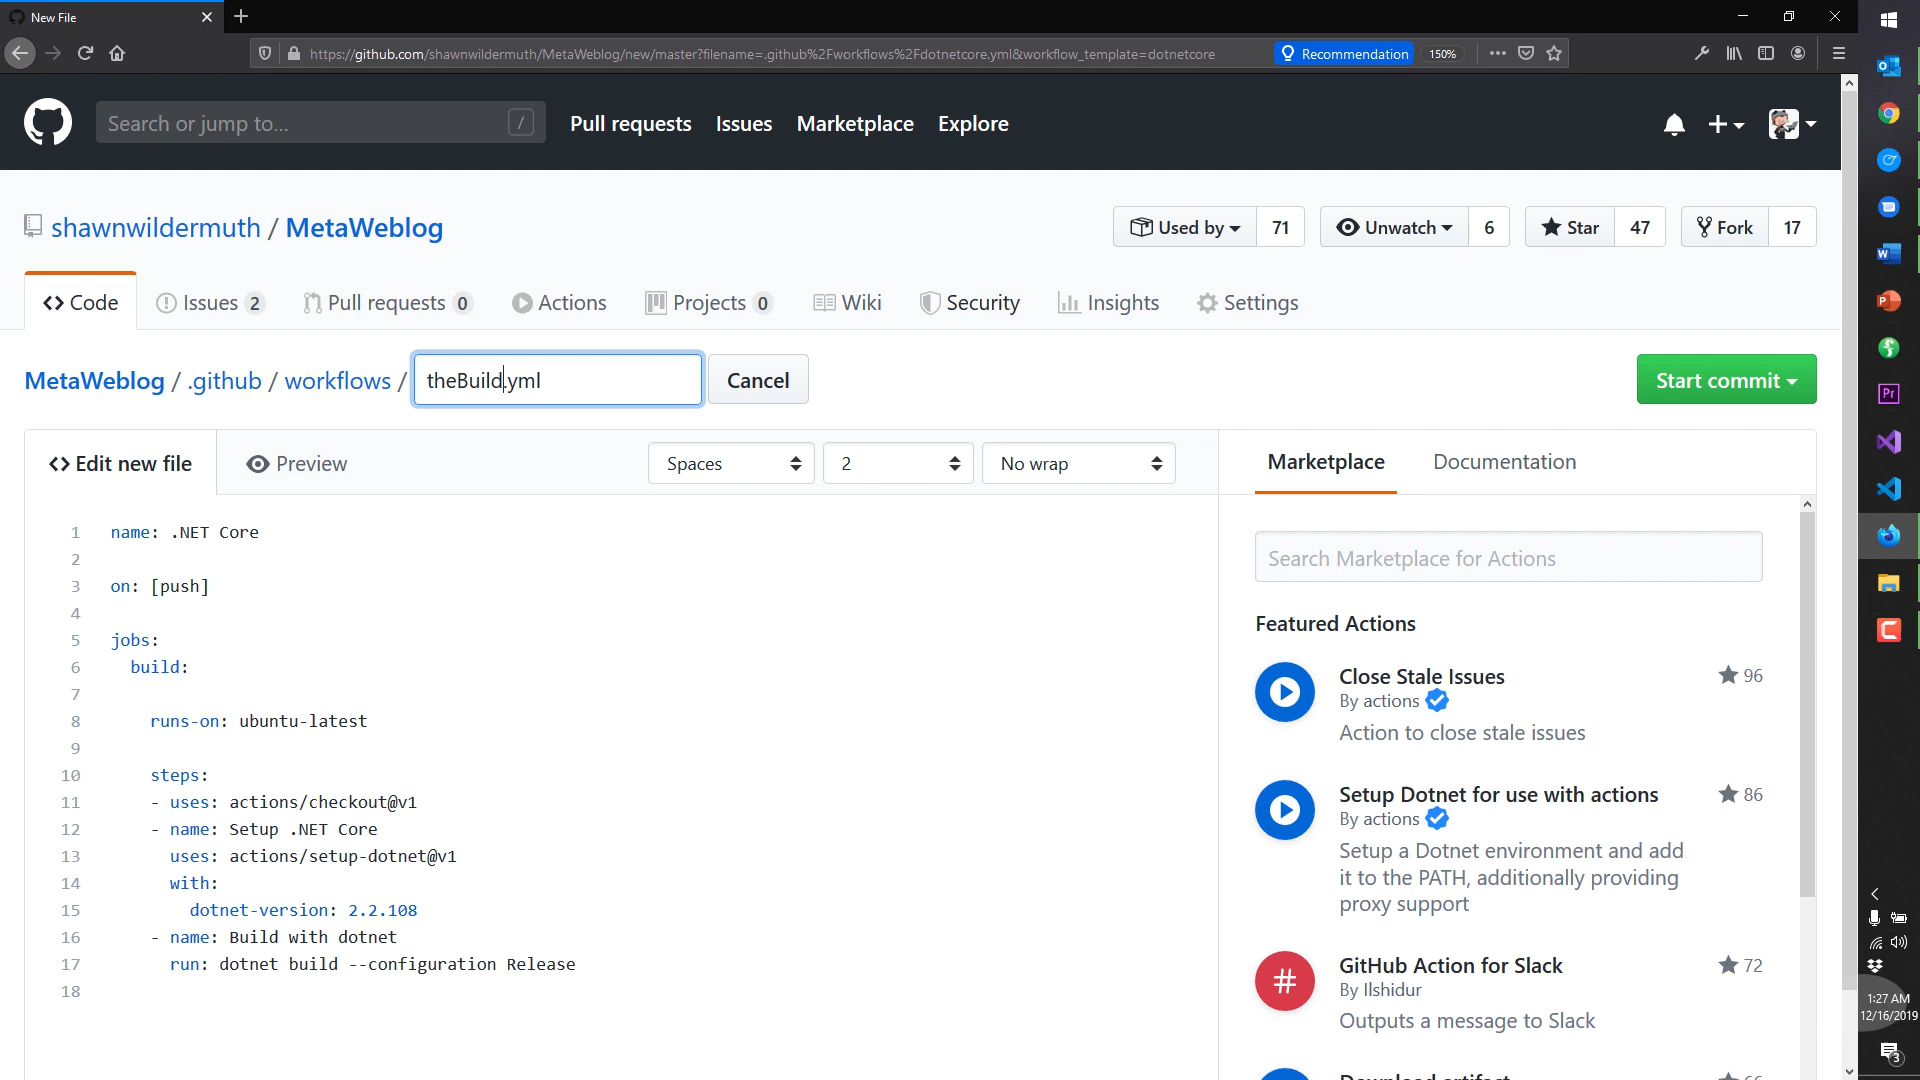 New File
https://github.com/shawnwildermuth/MetaWeblog/new/master?filename=.github%2Fworkflows%2Fdotnetcore.yml&workflow_template=dotnetcore
Recommendation
150%
Search or jump to...
/
Pull requests
Issues
Marketplace
Explore
shawnwildermuth / MetaWeblog
Used by 71
Unwatch 6
Star 47
Fork 17
Code
Issues 2
Pull requests 0
Actions
Projects 0
Wiki
Security
Insights
Settings
MetaWeblog / .github / workflows / theBuild.yml
Cancel
Start commit
Edit new file
Preview
Spaces
2
No wrap
1 name: .NET Core
2
3 on: [push]
4
5 jobs:
6 build:
7
8 runs-on: ubuntu-latest
9
10 steps:
11 - uses: actions/checkout@v1
12 - name: Setup .NET Core
13 uses: actions/setup-dotnet@v1
14 with:
15 dotnet-version: 2.2.108
16 - name: Build with dotnet
17 run: dotnet build --configuration Release
18
Marketplace
Documentation
Search Marketplace for Actions
Featured Actions
Close Stale Issues
96
By actions
Action to close stale issues
Setup Dotnet for use with actions
86
By actions
Setup a Dotnet environment and add
it to the PATH, additionally providing
proxy support
GitHub Action for Slack
72
By Ilshidur
Outputs a message to Slack
1:27 AM
12/16/2019
3